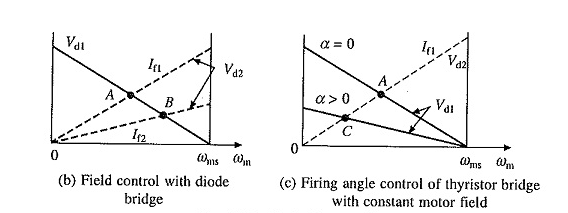 V_d1
I_f1
V_d2
A
B
I_f2
0
ω_ms
ω_m
(b) Field control with diode
bridge
α = 0
I_f1
V_d2
A
α > 0
V_d1
C
0
ω_ms
ω_m
(c) Firing angle control of thyristor bridge
with constant motor field